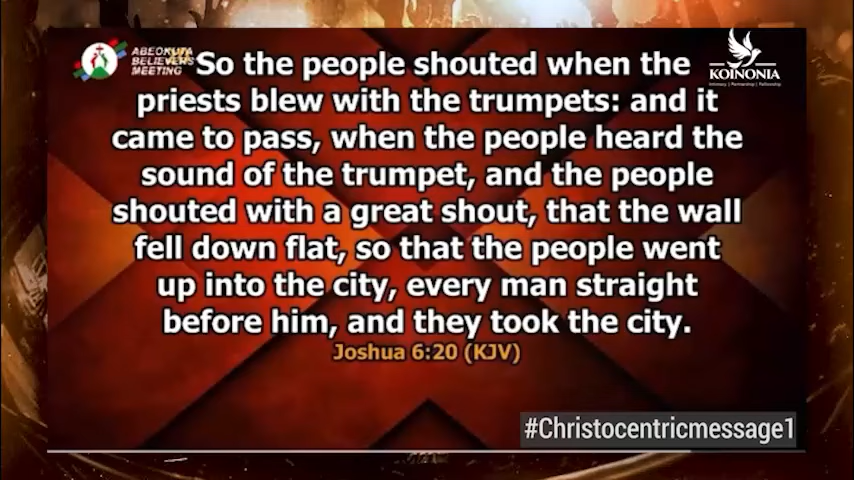 ABEOKUTA
BELIEVERS
MEETING
KOINONIA
So the people shouted when the
priests blew with the trumpets: and it
came to pass, when the people heard the
sound of the trumpet, and the people
shouted with a great shout, that the wall
fell down flat, so that the people went
up into the city, every man straight
before him, and they took the city.
Joshua 6:20 (KJV)
#Christocentricmessage1